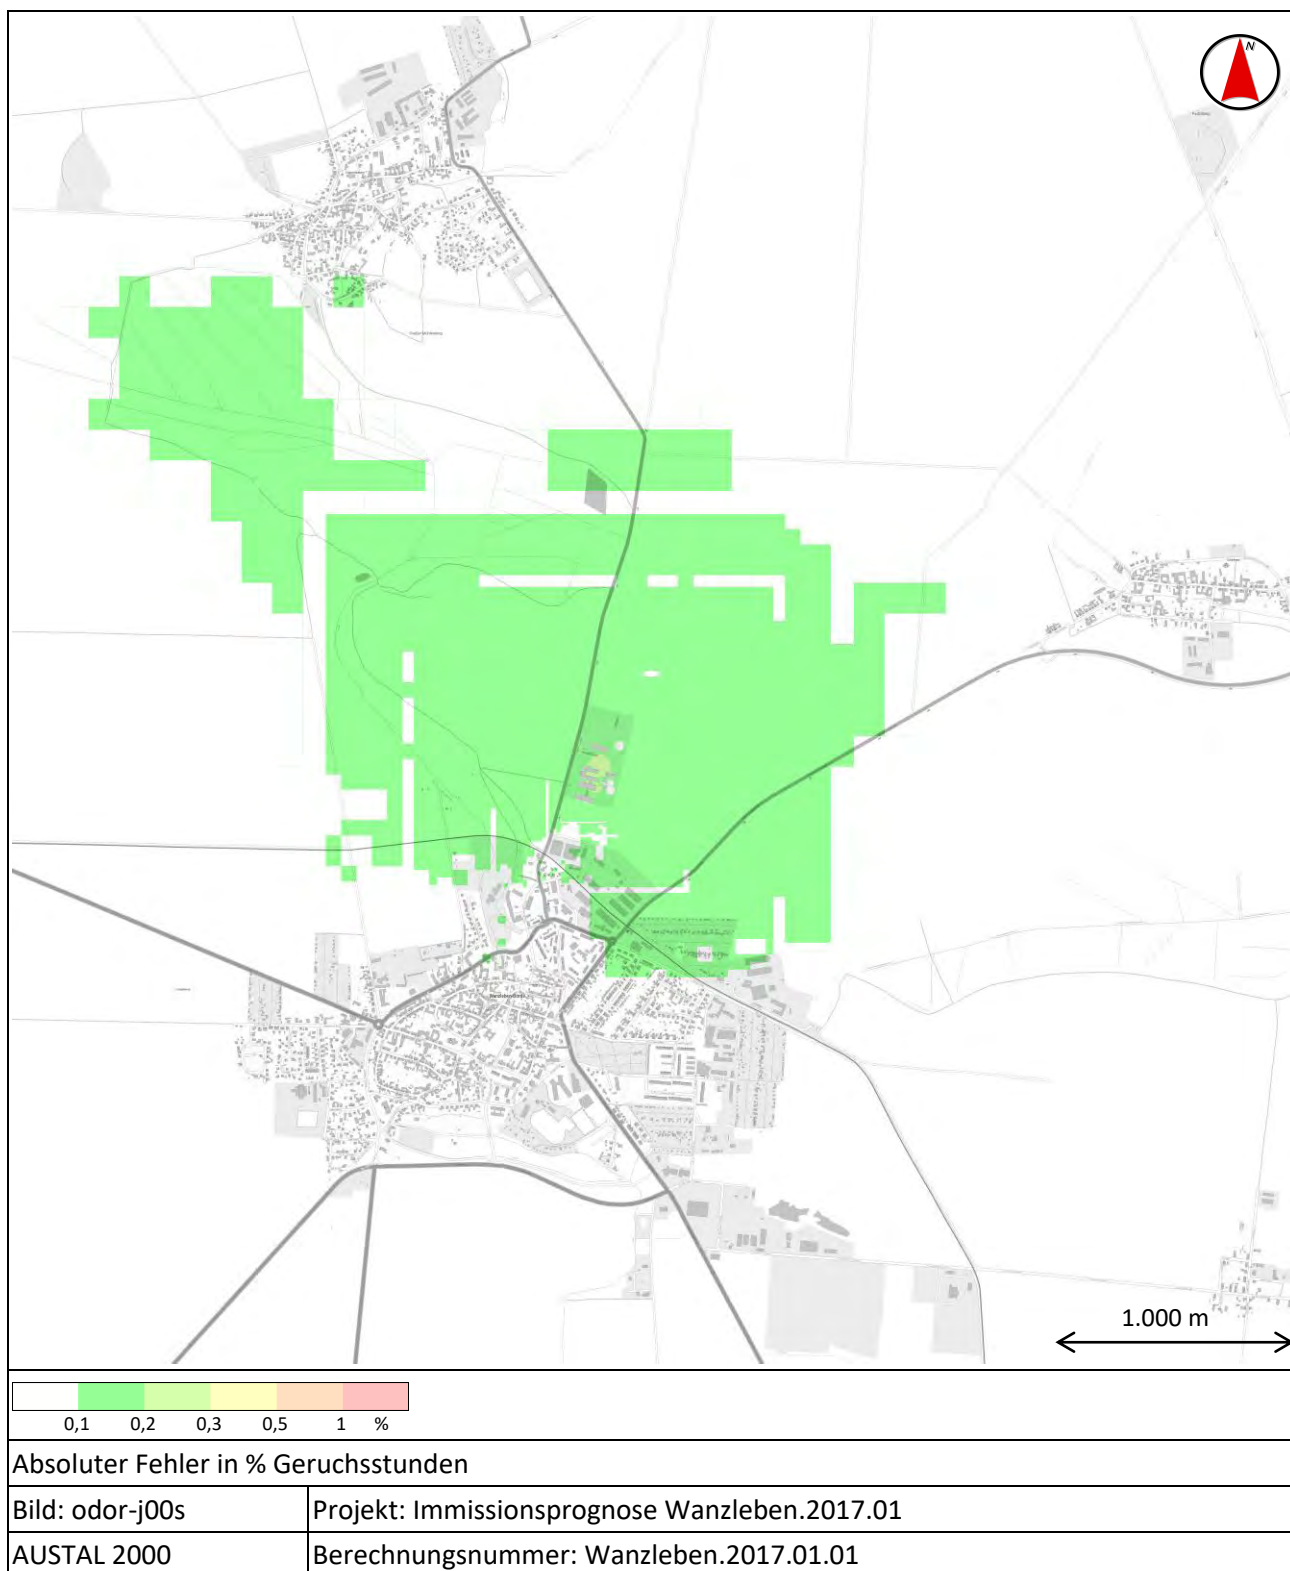 N
1.000 m
0,1 0,2 0,3 0,5 1 %
Absoluter Fehler in % Geruchsstunden
Bild: odor-j00s
Projekt: Immissionsprognose Wanzleben.2017.01
AUSTAL 2000
Berechnungsnummer: Wanzleben.2017.01.01